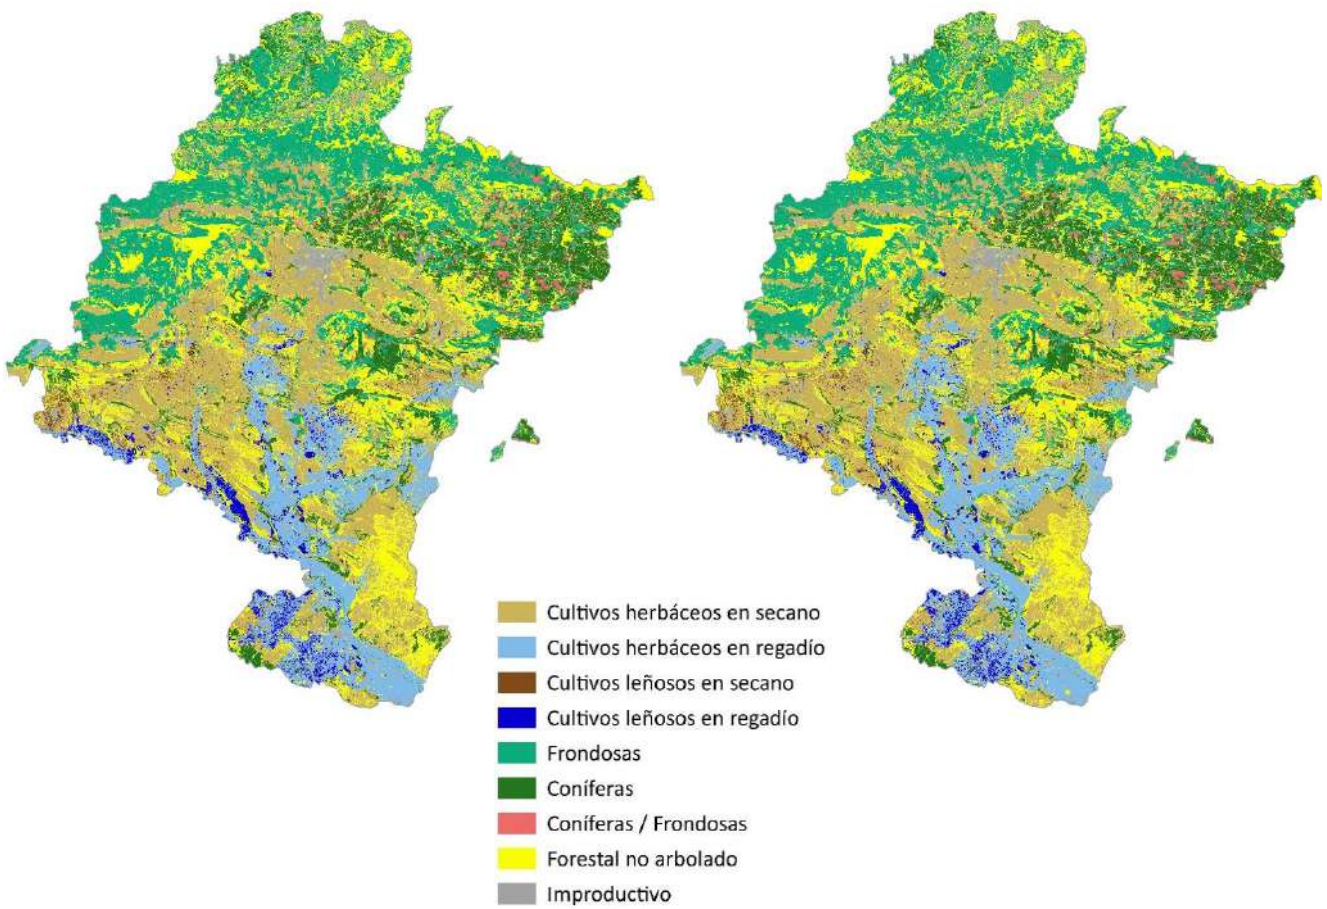 Cultivos herbáceos en secano
Cultivos herbáceos en regadío
Cultivos leñosos en secano
Cultivos leñosos en regadío
Frondosas
Coníferas
Coníferas / Frondosas
Forestal no arbolado
Improductivo